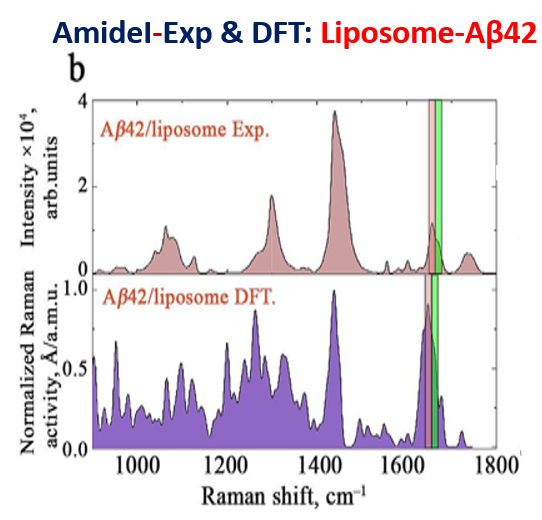 AmideI-Exp & DFT: Liposome-Aβ42
b
Intensity ×10⁴,
arb.units
4
2
0
Aβ42/liposome Exp.
Normalized Raman
activity, Å/a.m.u.
1.0
0.5
0.0
Aβ42/liposome DFT.
1000 1200 1400 1600 1800
Raman shift, cm⁻¹